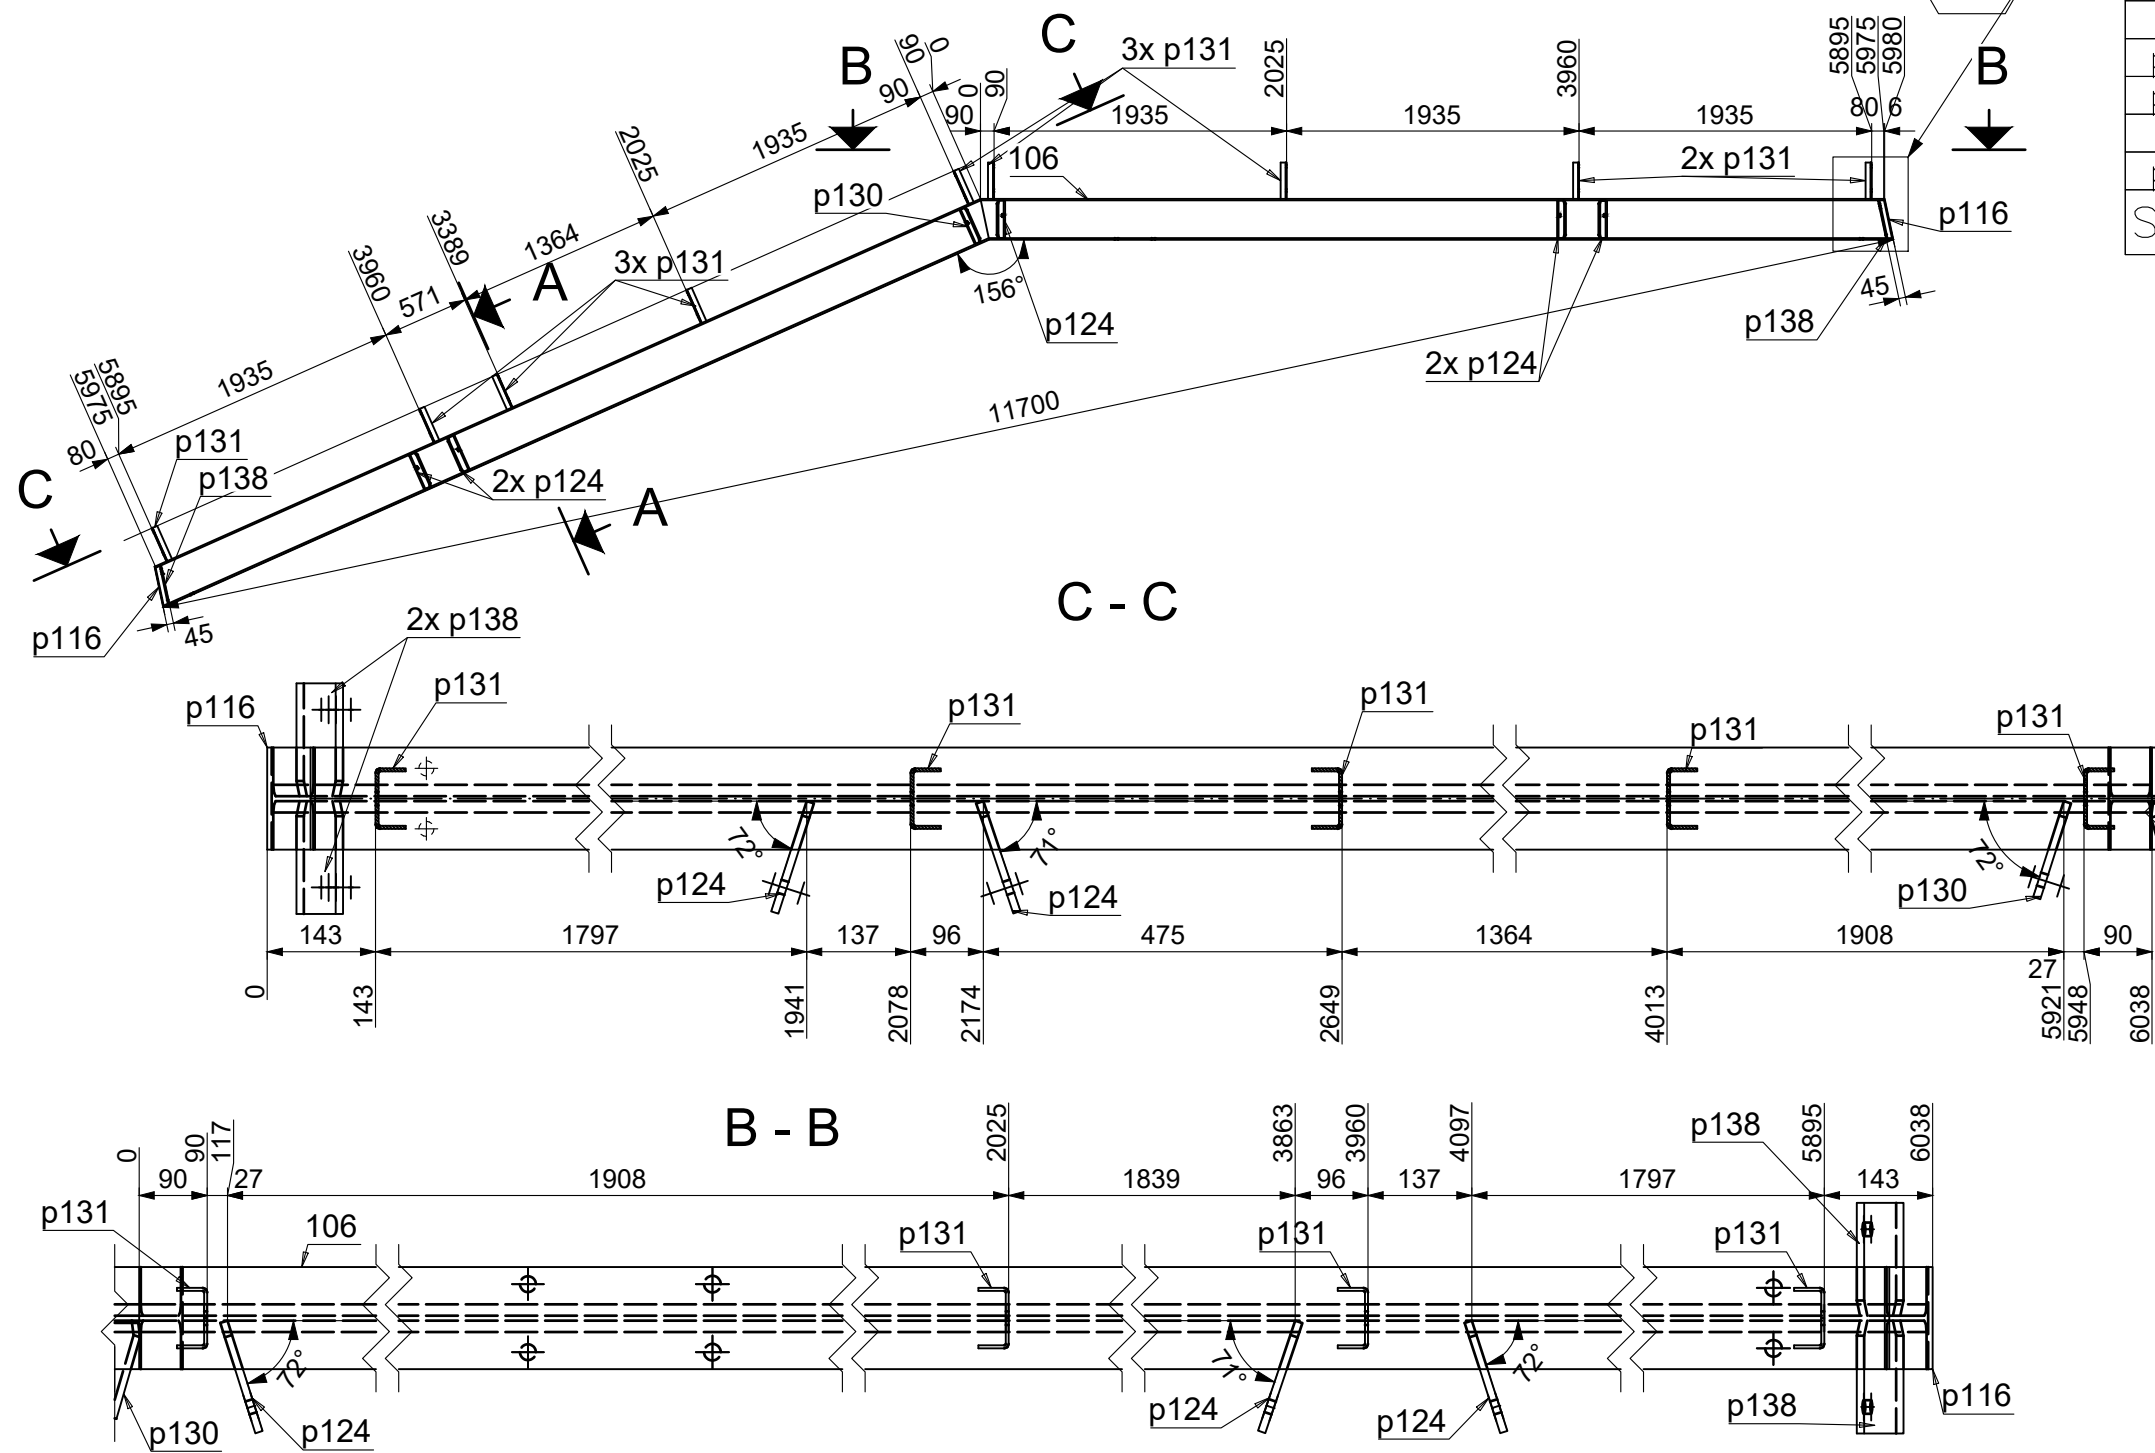 C
B
B
3x p131
90
0
0
90
2025
3960
5895
5975
5980
90
90
1935
1935
1935
80
6
1935
2025
106
2x p131
p130
p116
1364
3389
3x p131
A
156°
45
3960
571
p124
p138
2x p124
5895
5975
1935
11700
80
p131
p138
C
2x p124
A
C - C
p116
45
2x p138
p116
p131
p131
p131
p131
p131
72°
71°
72°
p124
p124
p130
143
1797
137
96
475
1364
1908
90
27
0
143
1941
2078
2174
2649
4013
5921
5948
6038
B - B
0
90
117
2025
3863
3960
4097
5895
6038
p138
90
27
1908
1839
96
137
1797
143
p131
106
p131
p131
p131
72°
71°
72°
p130
p124
p124
p124
p138
p116